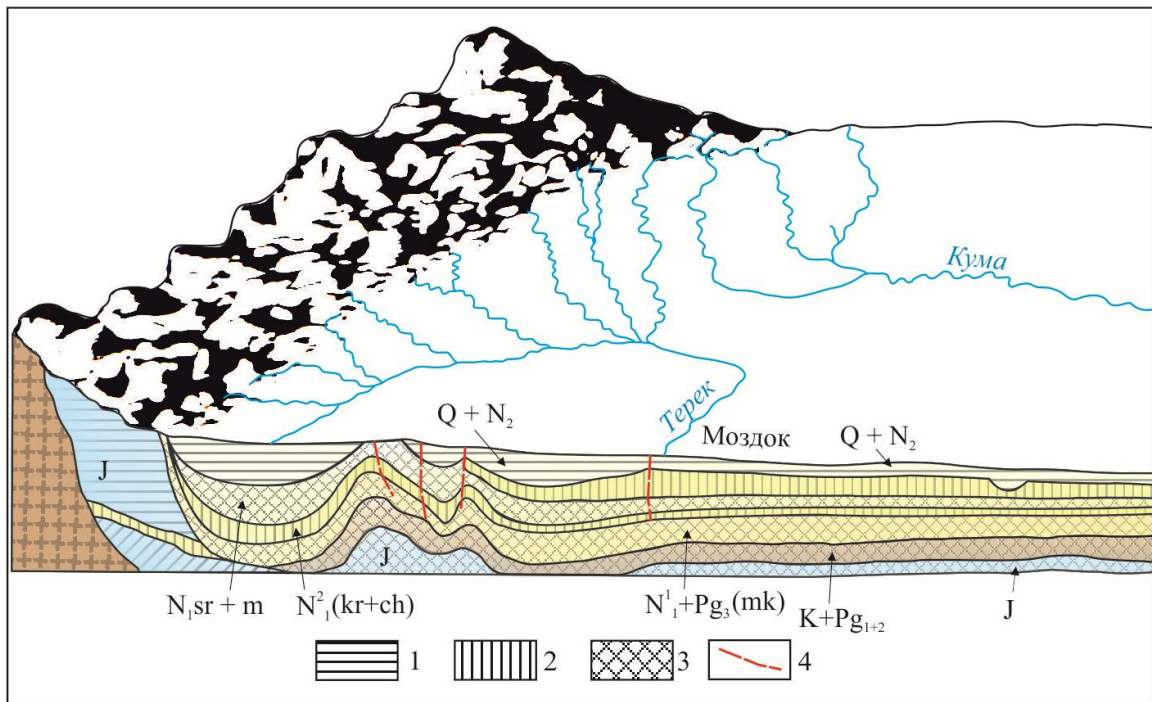 Кума
Терек
Q + N₂
Моздок
Q + N₂
J
J
N₁sr + m
N²₁(kr+ch)
N¹₁+Pg₃(mk)
K+Pg₁₊₂
J
1
2
3
4